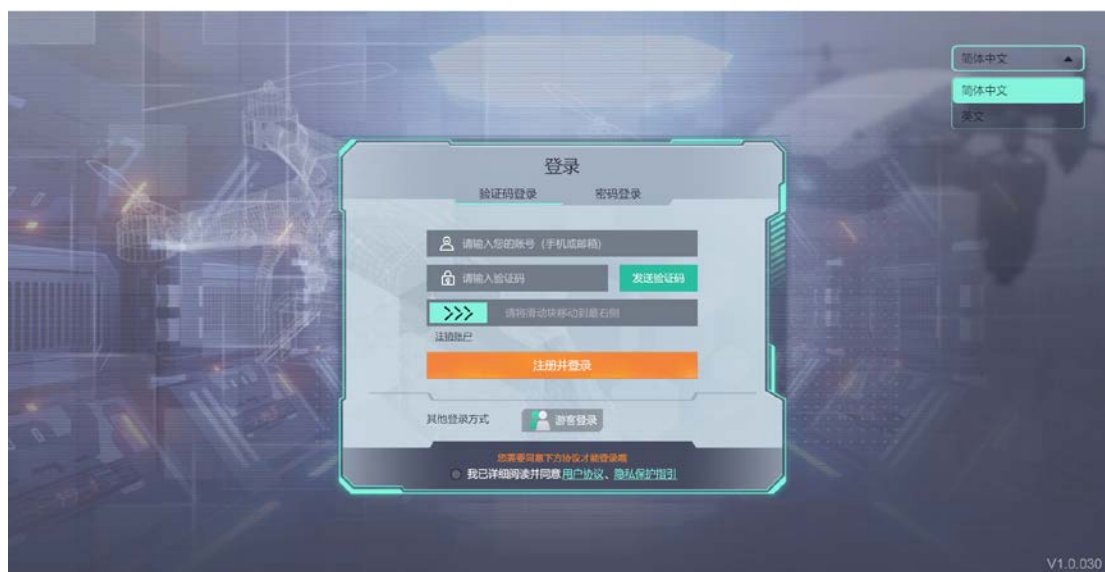 简体中文
简体中文
英文
登录
验证码登录 密码登录
请输入您的账号 (手机或邮箱)
请输入验证码 发送验证码
>>> 请将滑动块移动到最右侧
注销账户
注册并登录
其他登录方式 游客登录
您需要同意下方协议才能登录哦
我已详细阅读并同意 用户协议、隐私保护指引
V1.0.030